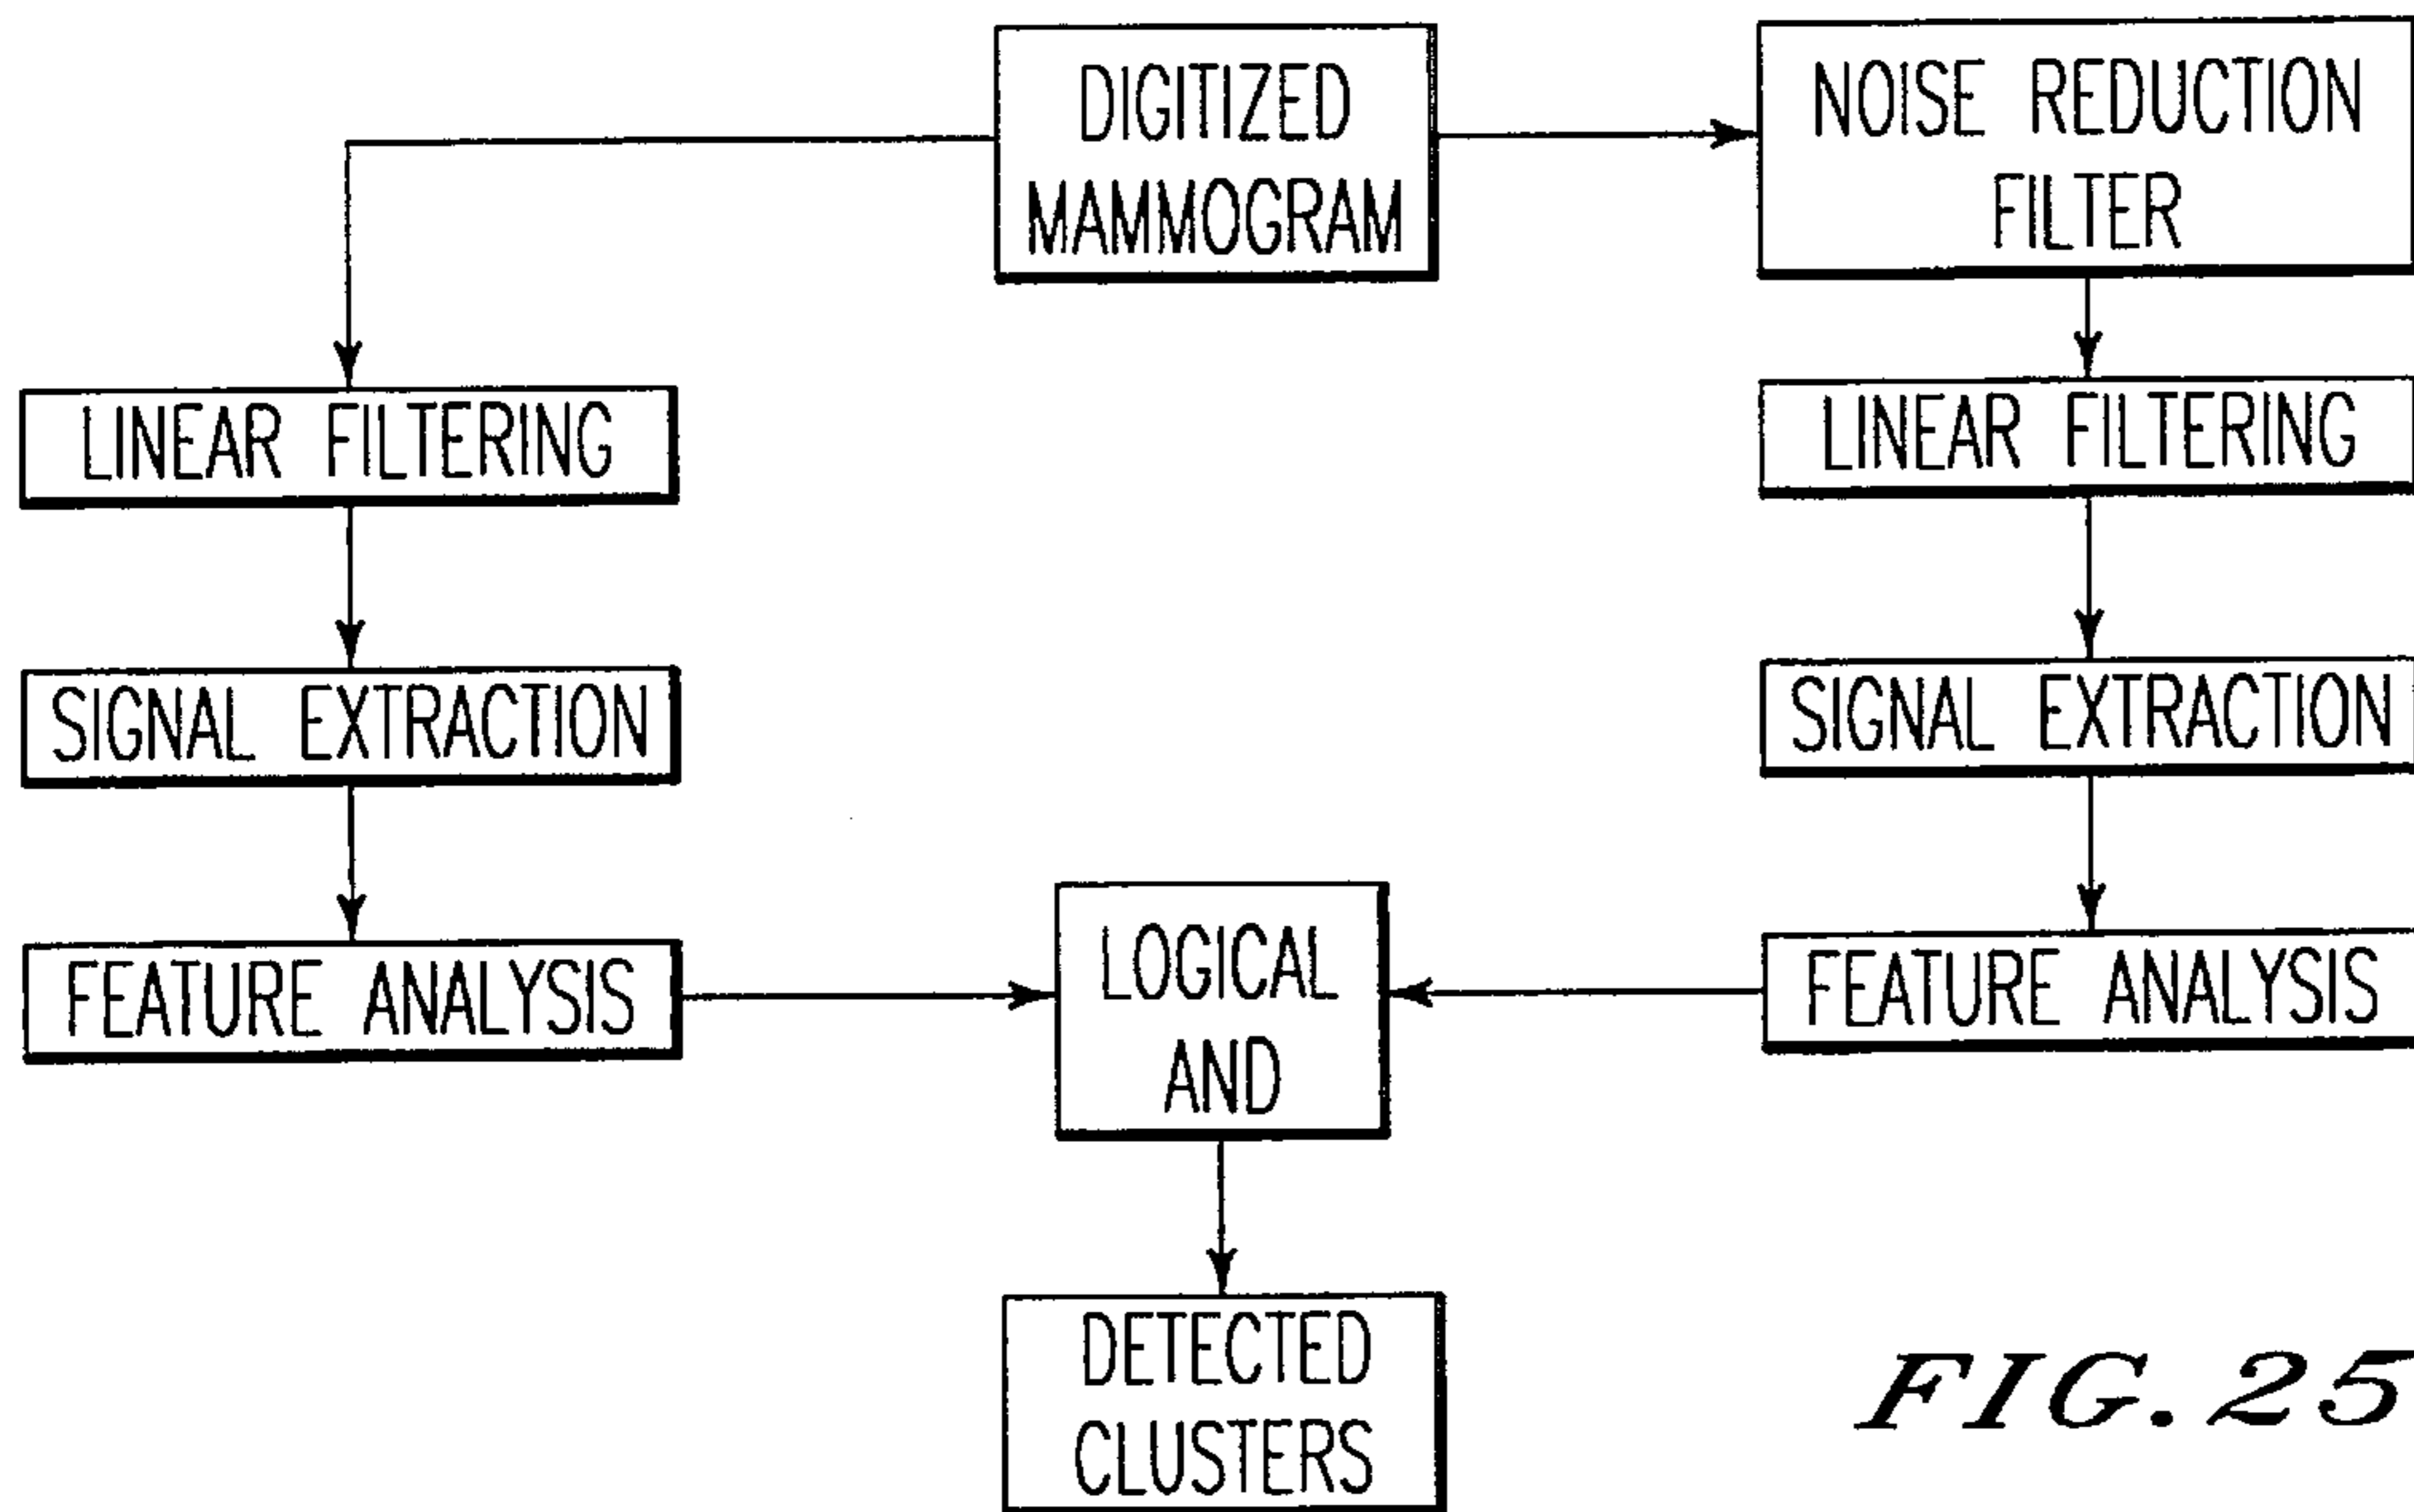 DIGITIZED
MAMMOGRAM
NOISE REDUCTION
FILTER
LINEAR FILTERING
LINEAR FILTERING
SIGNAL EXTRACTION
SIGNAL EXTRACTION
FEATURE ANALYSIS
LOGICAL
AND
FEATURE ANALYSIS
DETECTED
CLUSTERS
FIG. 25